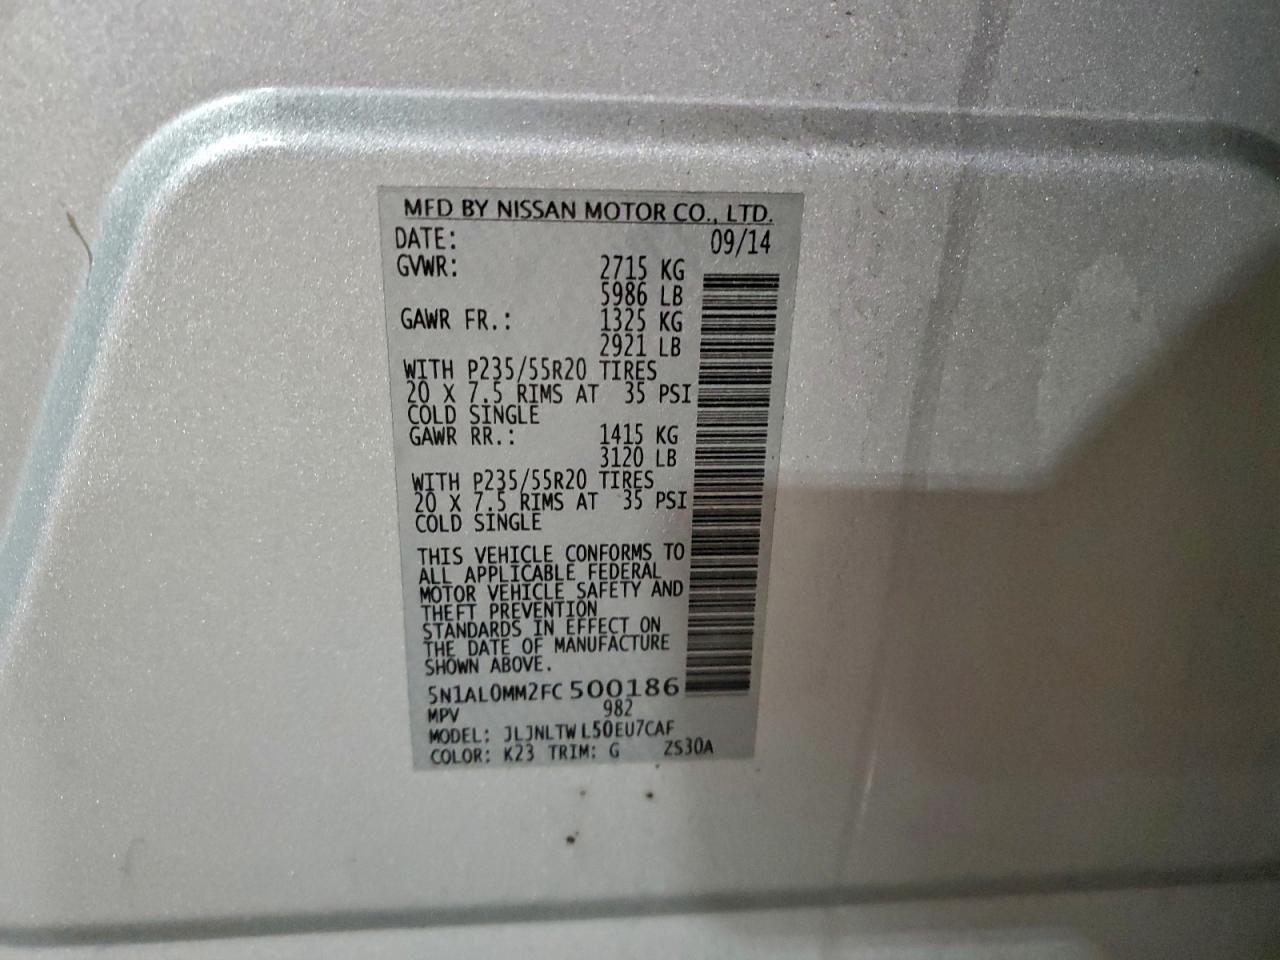 MFD BY NISSAN MOTOR CO., LTD.
DATE: 09/14
GVWR: 2715 KG
5986 LB
GAWR FR.: 1325 KG
2921 LB
WITH P235/55R20 TIRES
20 X 7.5 RIMS AT 35 PSI
COLD SINGLE
GAWR RR.: 1415 KG
3120 LB
WITH P235/55R20 TIRES
20 X 7.5 RIMS AT 35 PSI
COLD SINGLE
THIS VEHICLE CONFORMS TO
ALL APPLICABLE FEDERAL
MOTOR VEHICLE SAFETY AND
THEFT PREVENTION
STANDARDS IN EFFECT ON
THE DATE OF MANUFACTURE
SHOWN ABOVE.
5N1AL0MM2FC500186
MPV 982
MODEL: JLJNLTWL50EU7CAF
COLOR: K23 TRIM: G ZS30A